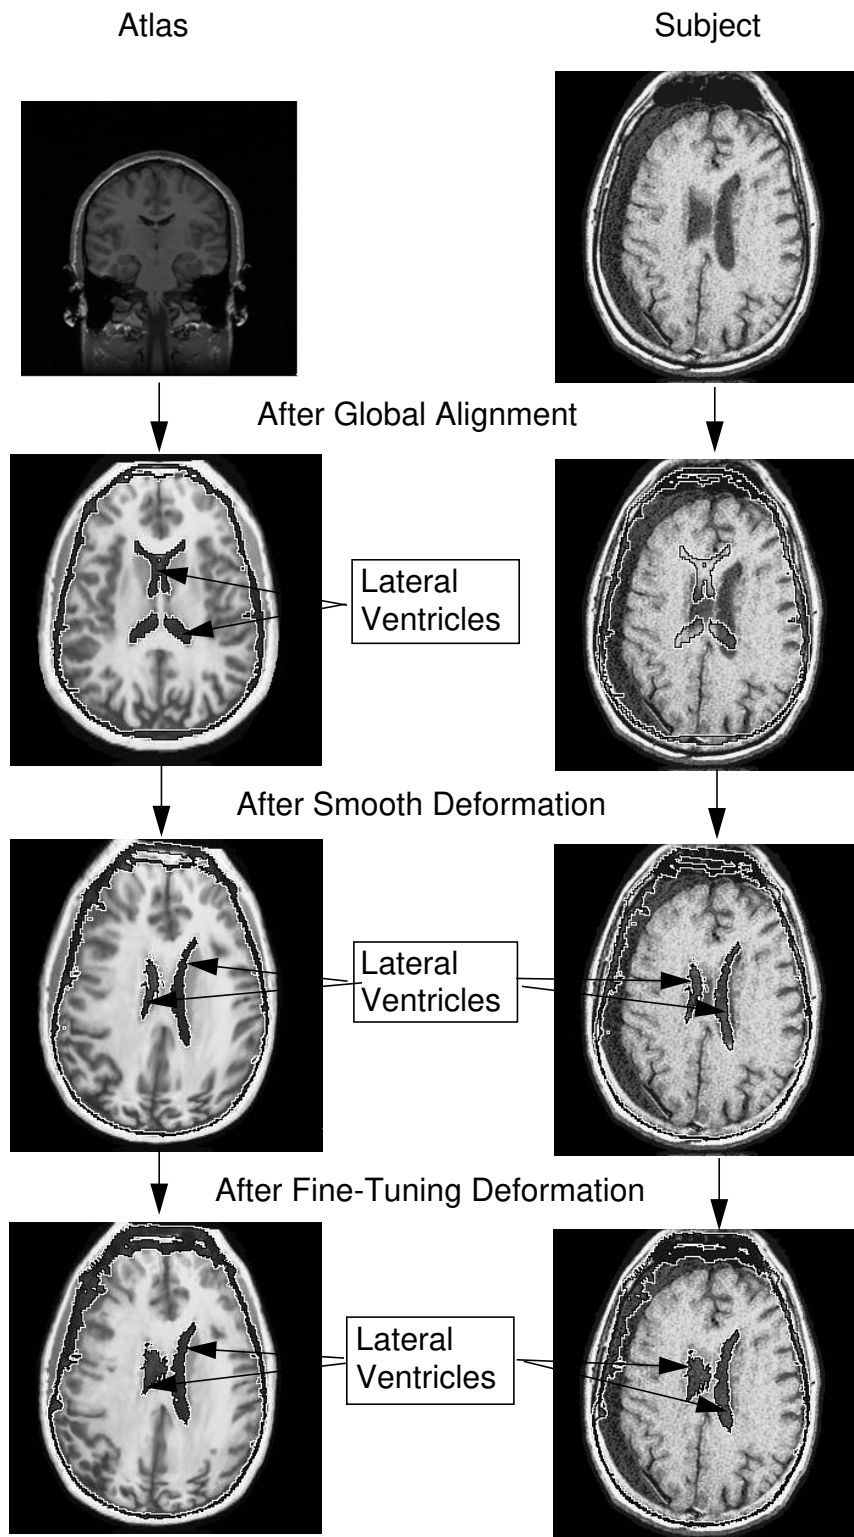 Atlas
Subject
After Global Alignment
Lateral
Ventricles
After Smooth Deformation
Lateral
Ventricles
After Fine-Tuning Deformation
Lateral
Ventricles